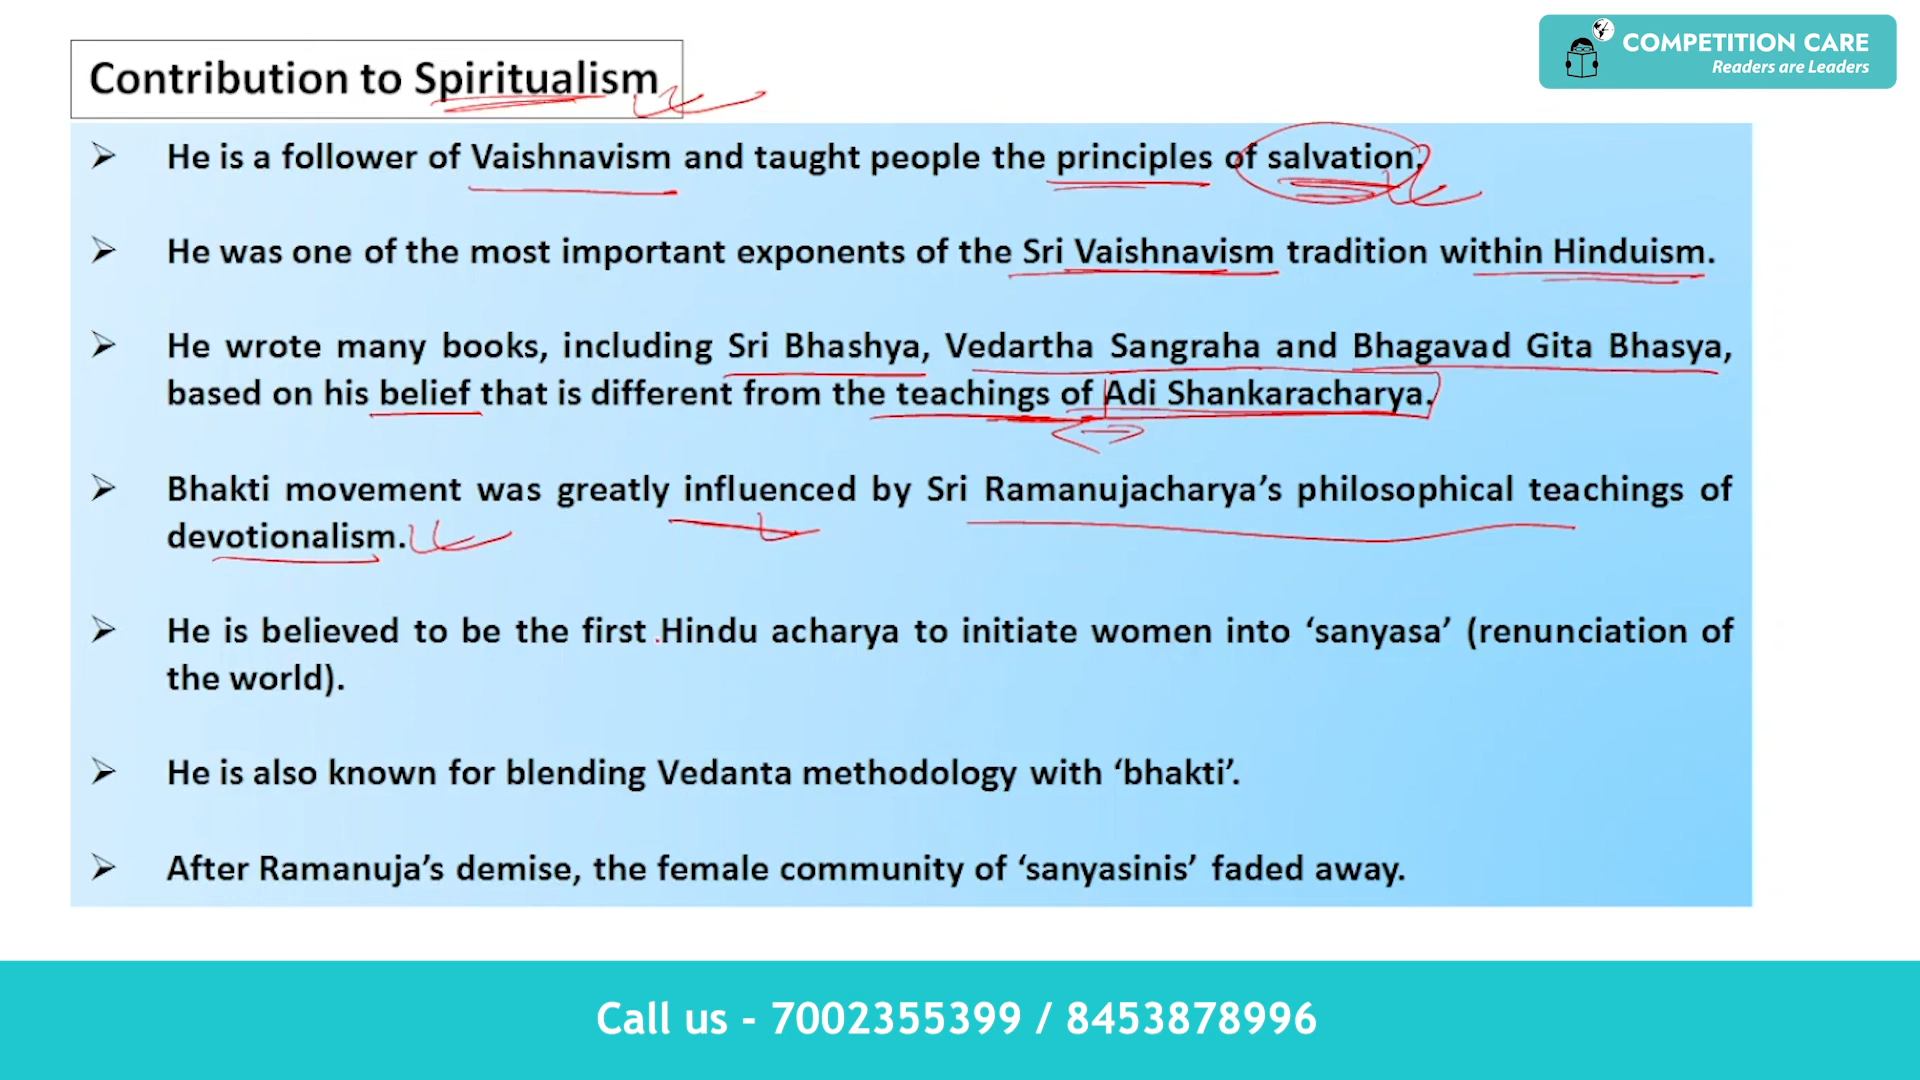 COMPETITION CARE
Readers are Leaders
Contribution to Spiritualism
➢ He is a follower of Vaishnavism and taught people the principles of salvation.
➢ He was one of the most important exponents of the Sri Vaishnavism tradition within Hinduism.
➢ He wrote many books, including Sri Bhashya, Vedartha Sangraha and Bhagavad Gita Bhasya,
based on his belief that is different from the teachings of Adi Shankaracharya.
➢ Bhakti movement was greatly influenced by Sri Ramanujacharya’s philosophical teachings of
devotionalism.
➢ He is believed to be the first Hindu acharya to initiate women into ‘sanyasa’ (renunciation of
the world).
➢ He is also known for blending Vedanta methodology with ‘bhakti’.
➢ After Ramanuja’s demise, the female community of ‘sanyasinis’ faded away.
Call us - 7002355399 / 8453878996